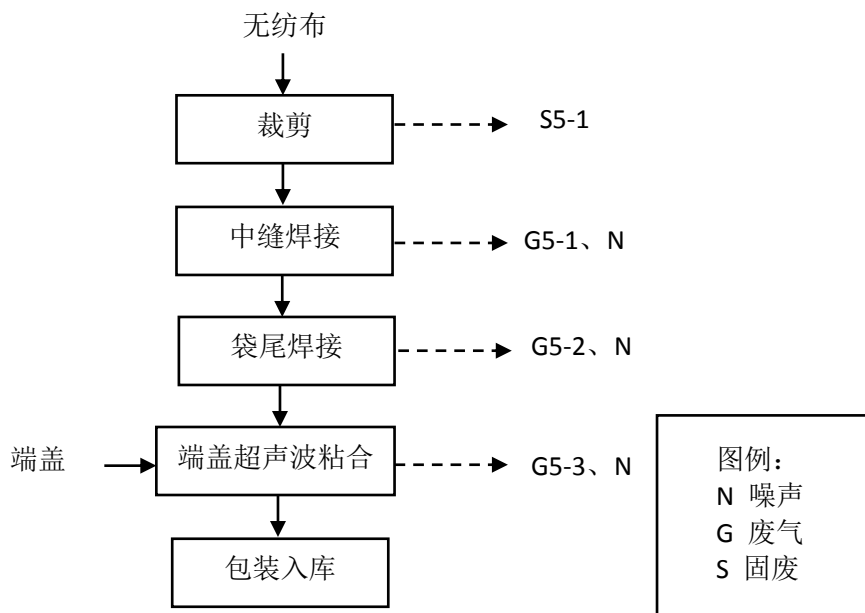 无纺布
裁剪
S5-1
中缝焊接
G5-1、N
袋尾焊接
G5-2、N
端盖
端盖超声波粘合
G5-3、N
包装入库
图例：
N 噪声
G 废气
S 固废